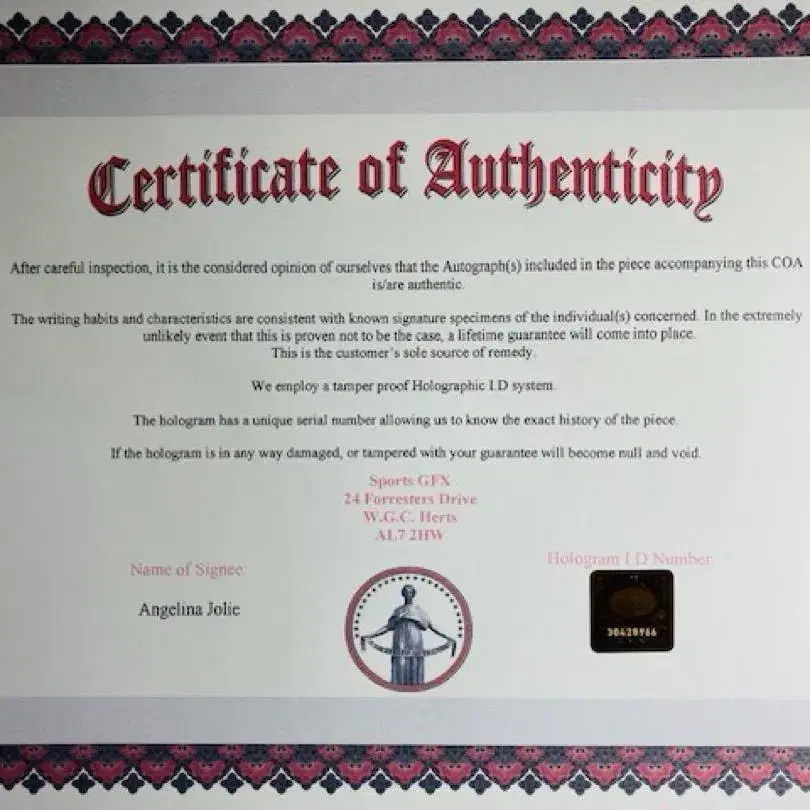 Certificate of Authenticity
After careful inspection, it is the considered opinion of ourselves that the Autograph(s) included in the piece accompanying this COA
is/are authentic.
The writing habits and characteristics are consistent with known signature specimens of the individual(s) concerned. In the extremely
unlikely event that this is proven not to be the case, a lifetime guarantee will come into place.
This is the customer's sole source of remedy.
We employ a tamper proof Holographic I.D system.
The hologram has a unique serial number allowing us to know the exact history of the piece.
If the hologram is in any way damaged, or tampered with your guarantee will become null and void.
Sports GFX
24 Forresters Drive
W.G.C. Herts
AL7 2HW
Name of Signee
Hologram I.D Number
Angelina Jolie